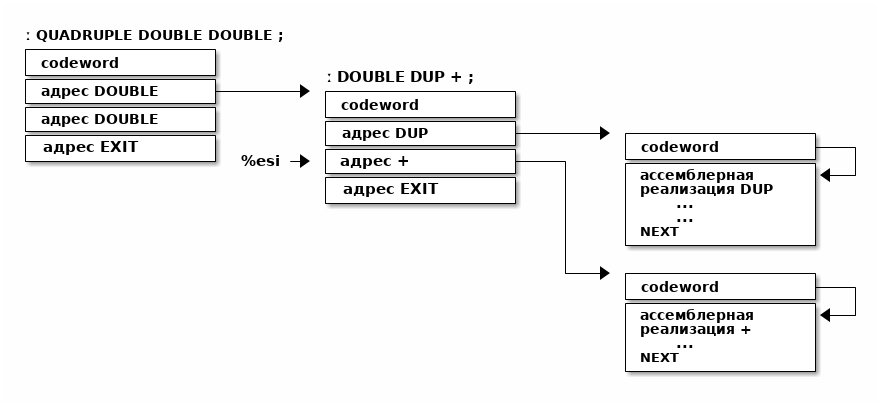 : QUADRUPLE DOUBLE DOUBLE ;
codeword
адрес DOUBLE
адрес DOUBLE
адрес EXIT
: DOUBLE DUP + ;
codeword
адрес DUP
%esi
адрес +
адрес EXIT
codeword
ассемблерная
реализация DUP
...
...
NEXT
codeword
ассемблерная
реализация +
...
NEXT